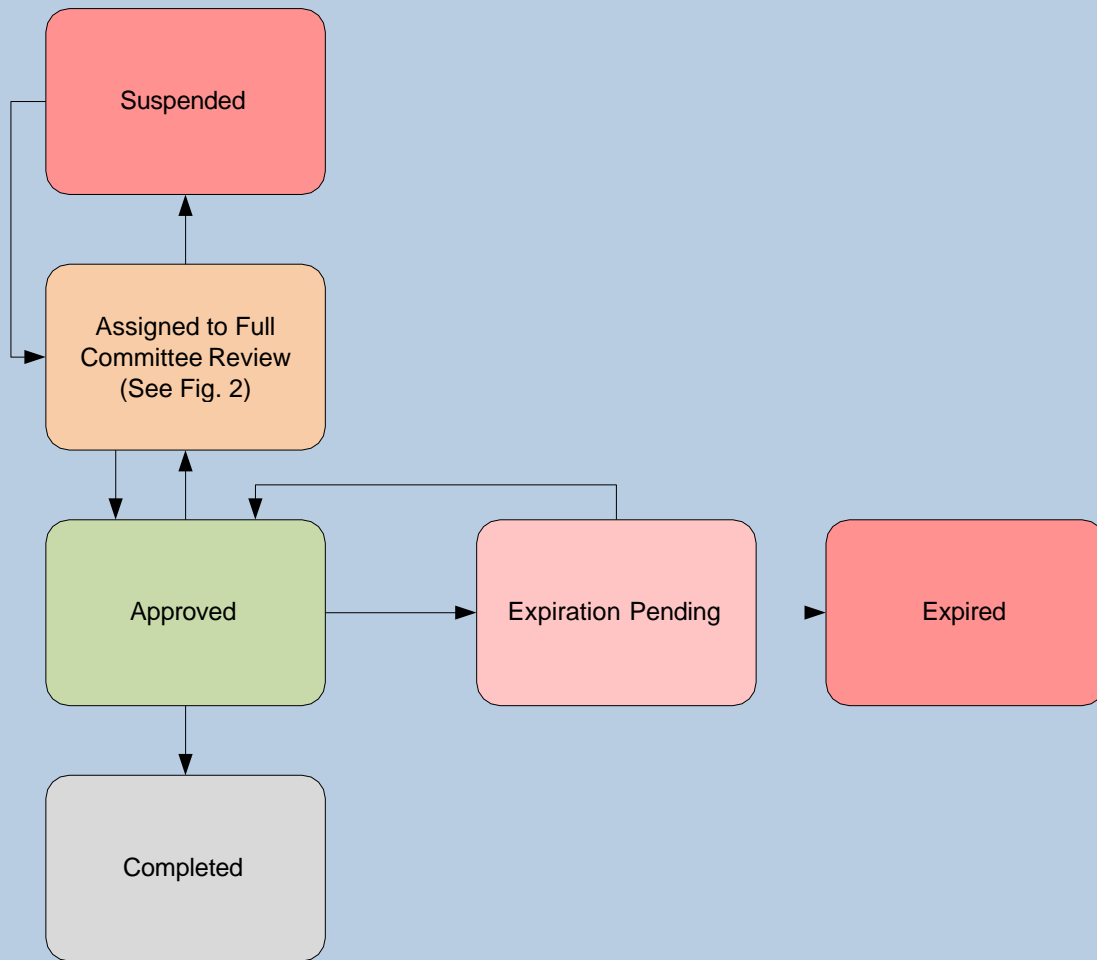 Suspended
Assigned to Full
Committee Review
(See Fig. 2)
Approved
Expiration Pending
Expired
Completed